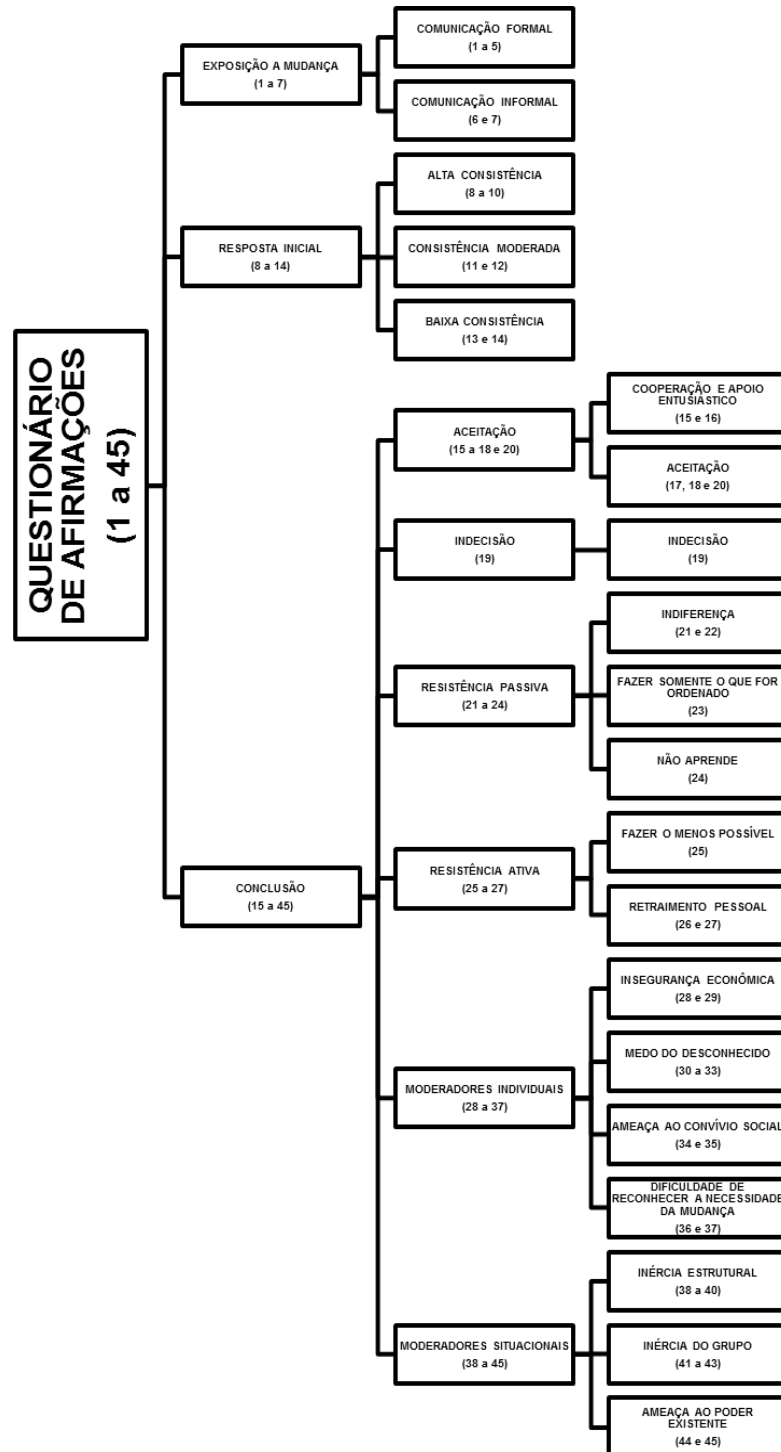 QUESTIONÁRIO
DE AFIRMAÇÕES
(1 a 45)
EXPOSIÇÃO A MUDANÇA
(1 a 7)
COMUNICAÇÃO FORMAL
(1 a 5)
COMUNICAÇÃO INFORMAL
(6 e 7)
RESPOSTA INICIAL
(8 a 14)
ALTA CONSISTÊNCIA
(8 a 10)
CONSISTÊNCIA MODERADA
(11 e 12)
BAIXA CONSISTÊNCIA
(13 e 14)
CONCLUSÃO
(15 a 45)
ACEITAÇÃO
(15 a 18 e 20)
COOPERAÇÃO E APOIO
ENTUSIÁSTICO
(15 e 16)
ACEITAÇÃO
(17, 18 e 20)
INDECISÃO
(19)
INDECISÃO
(19)
RESISTÊNCIA PASSIVA
(21 a 24)
INDIFERENÇA
(21 e 22)
FAZER SOMENTE O QUE FOR
ORDENADO
(23)
NÃO APRENDE
(24)
RESISTÊNCIA ATIVA
(25 a 27)
FAZER O MENOS POSSÍVEL
(25)
RETRAIMENTO PESSOAL
(26 e 27)
MODERADORES INDIVIDUAIS
(28 a 37)
INSEGURANÇA ECONÔMICA
(28 e 29)
MEDO DO DESCONHECIDO
(30 a 33)
AMEAÇA AO CONVÍVIO SOCIAL
(34 e 35)
DIFICULDADE DE
RECONHECER A NECESSIDADE
DA MUDANÇA
(36 e 37)
MODERADORES SITUACIONAIS
(38 a 45)
INÉRCIA ESTRUTURAL
(38 a 40)
INÉRCIA DO GRUPO
(41 a 43)
AMEAÇA AO PODER
EXISTENTE
(44 e 45)